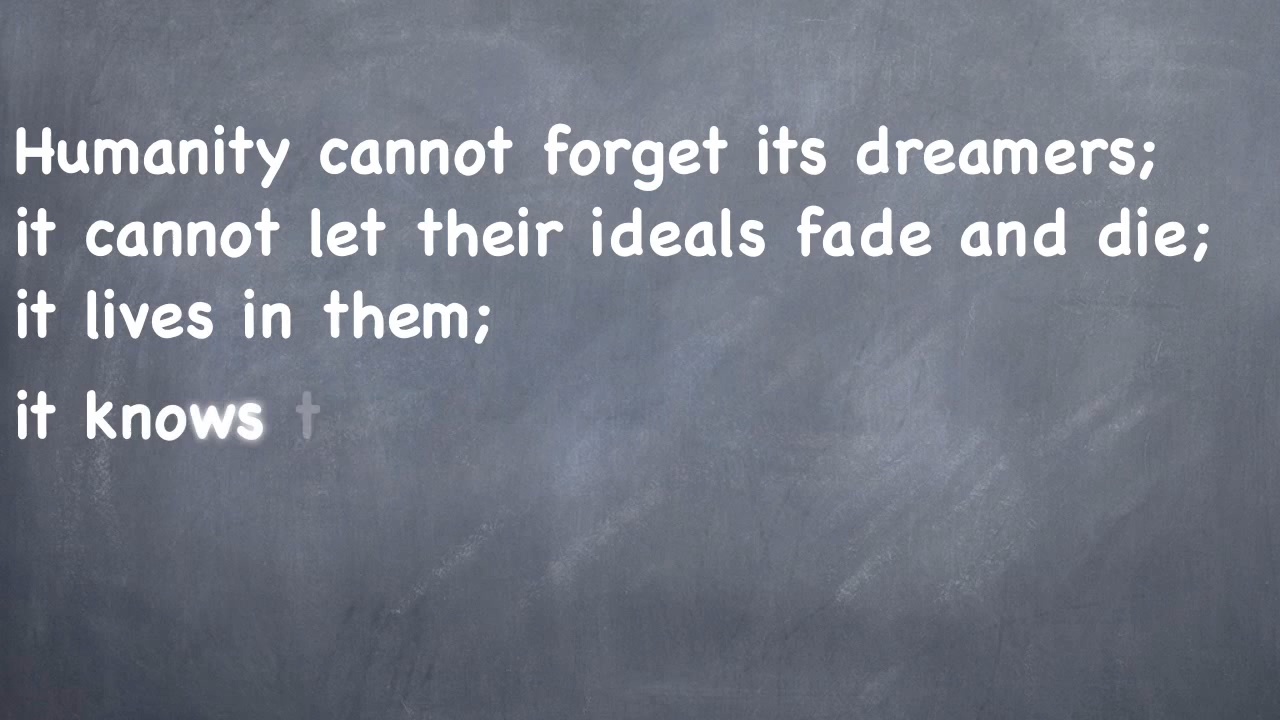 Humanity cannot forget its dreamers;
it cannot let their ideals fade and die;
it lives in them;
it knows t